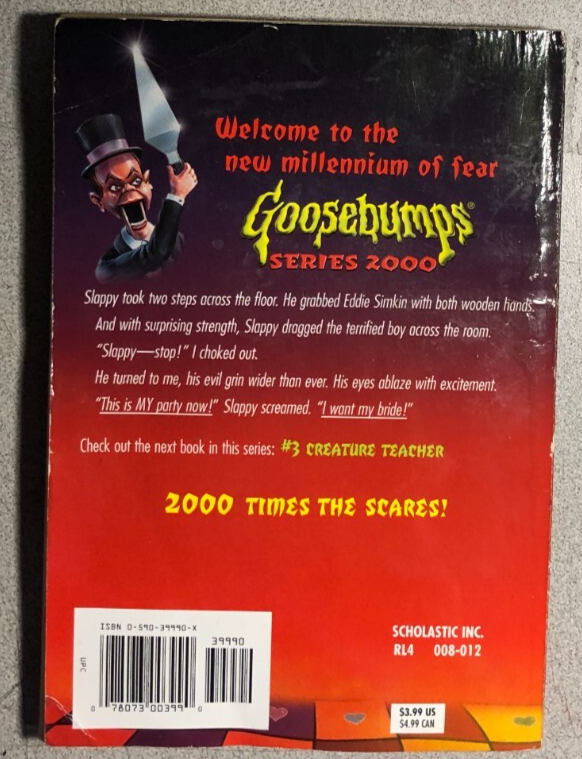 Welcome to the
new millennium of fear
Goosebumps®
SERIES 2000
Slappy took two steps across the floor. He grabbed Eddie Simkin with both wooden hands.
And with surprising strength, Slappy dragged the terrified boy across the room.
"Slappy—stop!" I choked out.
He turned to me, his evil grin wider than ever. His eyes ablaze with excitement.
"This is MY party now!" Slappy screamed. "I want my bride!"
Check out the next book in this series: #3 CREATURE TEACHER
2000 TIMES THE SCARES!
ISBN 0-590-39990-X
39990
UPC
0 78073 00399 0
SCHOLASTIC INC.
RL4 008-012
$3.99 US
$4.99 CAN